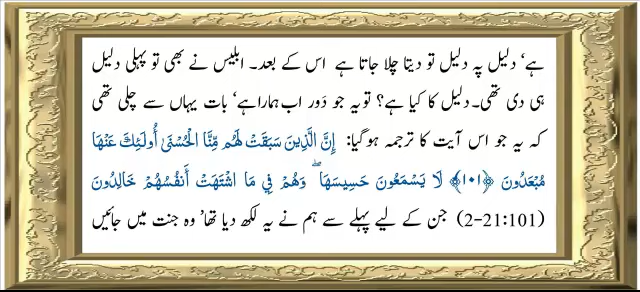 ہے‘ دلیل پہ دلیل تو دیتا چلا جاتا ہے اس کے بعد۔ ابلیس نے بھی تو پہلی دلیل
ہی دی تھی۔ دلیل کا کیا ہے؟ تو یہ جو دَور اب ہمارا ہے‘ بات یہاں سے چلی تھی
کہ یہ جو اس آیت کا ترجمہ ہو گیا: إِنَّ الَّذِينَ سَبَقَتْ لَهُم مِّنَّا الْحُسْنَىٰ أُولَـٰئِكَ عَنْهَا
مُبْعَدُونَ ﴿۱۰۱﴾ لَا يَسْمَعُونَ حَسِيسَهَا ۖ وَهُمْ فِي مَا اشْتَهَتْ أَنفُسُهُمْ خَالِدُونَ
(21:101-2) جن کے لیے پہلے سے ہم نے یہ لکھ دیا تھا‘ وہ جنت میں جائیں